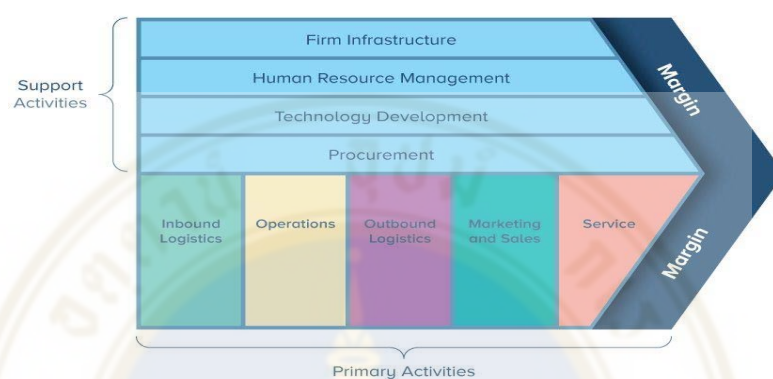 Firm Infrastructure
Human Resource Management
Technology Development
Procurement
Support
Activities
Margin
Margin
Inbound
Logistics
Operations
Outbound
Logistics
Marketing
and Sales
Service
Primary Activities